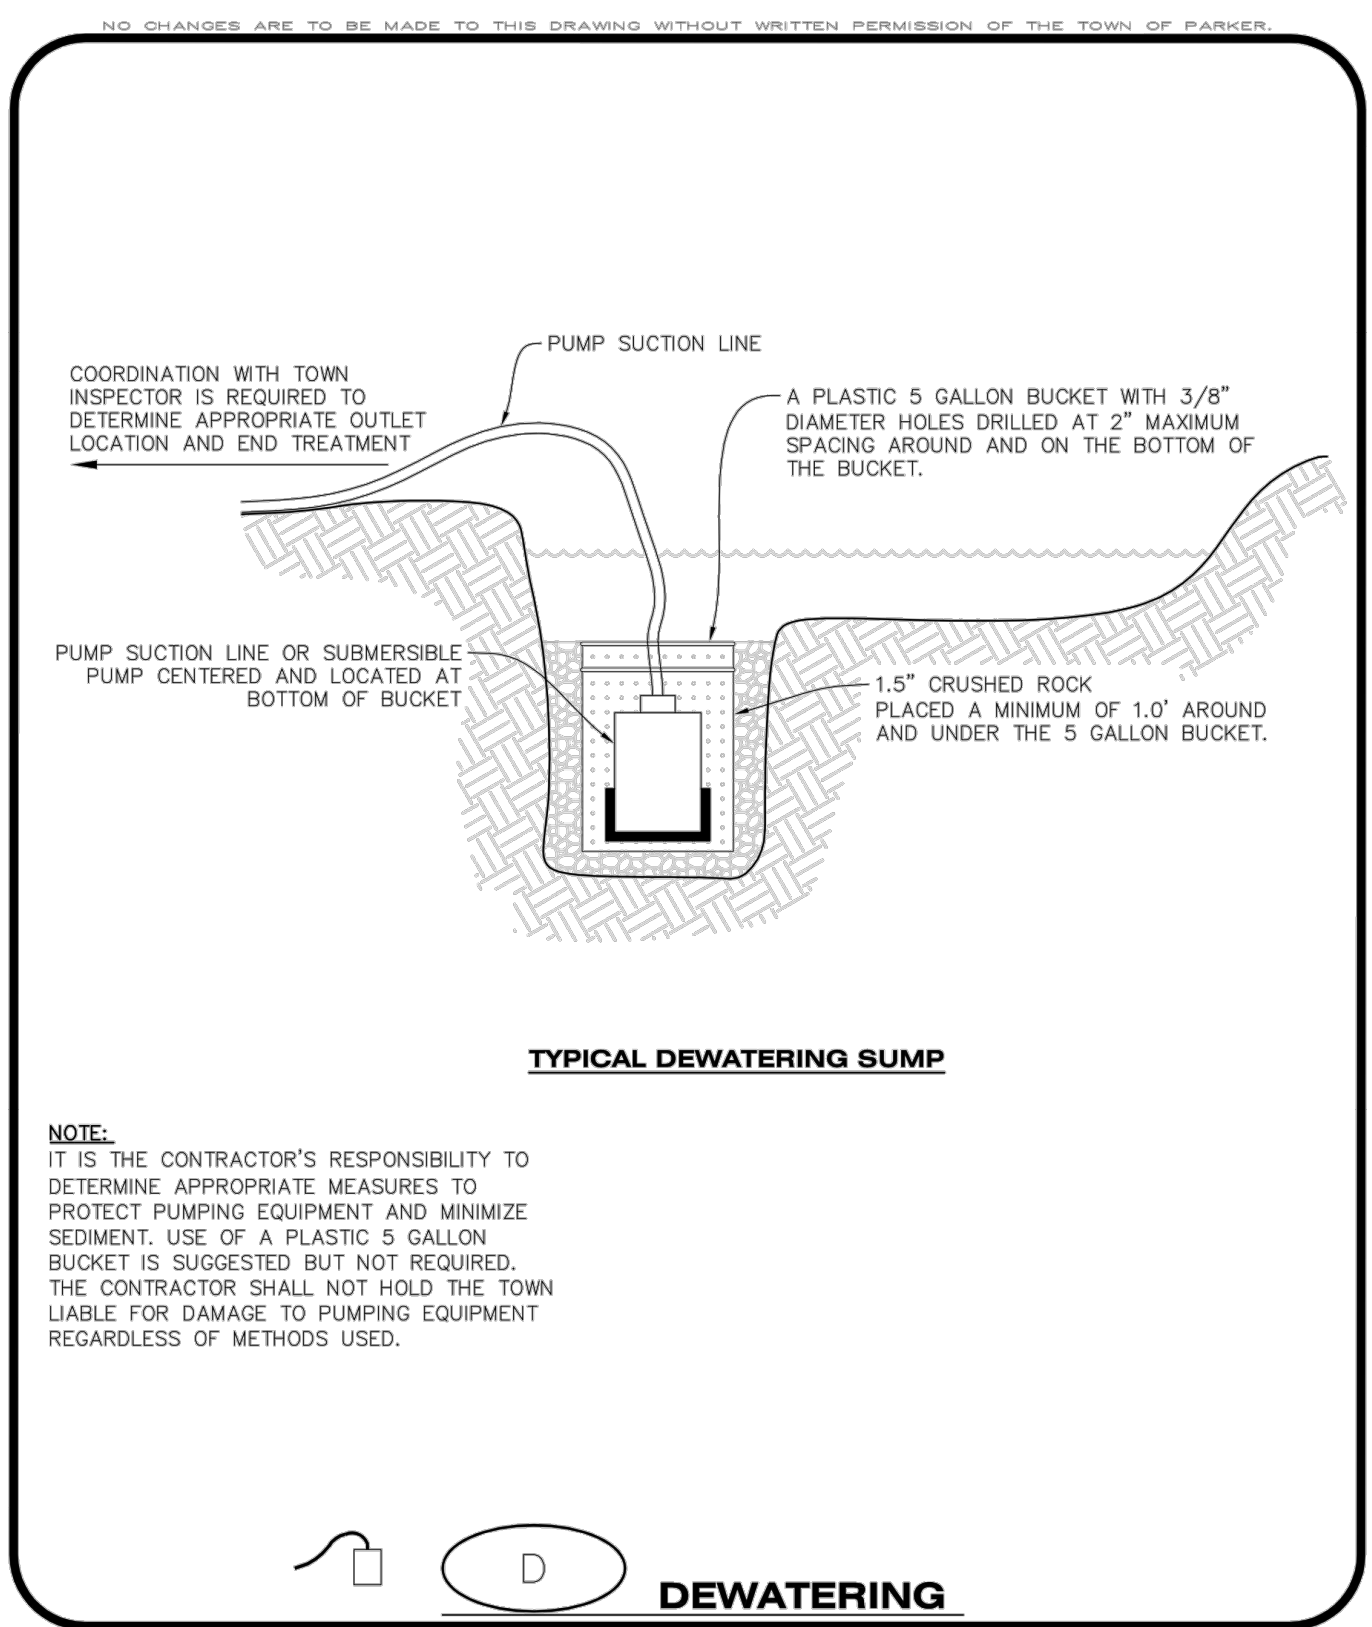 NO CHANGES ARE TO BE MADE TO THIS DRAWING WITHOUT WRITTEN PERMISSION OF THE TOWN OF PARKER.
PUMP SUCTION LINE
COORDINATION WITH TOWN
INSPECTOR IS REQUIRED TO
DETERMINE APPROPRIATE OUTLET
LOCATION AND END TREATMENT
A PLASTIC 5 GALLON BUCKET WITH 3/8”
DIAMETER HOLES DRILLED AT 2” MAXIMUM
SPACING AROUND AND ON THE BOTTOM OF
THE BUCKET.
PUMP SUCTION LINE OR SUBMERSIBLE
PUMP CENTERED AND LOCATED AT
BOTTOM OF BUCKET
1.5” CRUSHED ROCK
PLACED A MINIMUM OF 1.0’ AROUND
AND UNDER THE 5 GALLON BUCKET.
TYPICAL DEWATERING SUMP
NOTE:
IT IS THE CONTRACTOR’S RESPONSIBILITY TO
DETERMINE APPROPRIATE MEASURES TO
PROTECT PUMPING EQUIPMENT AND MINIMIZE
SEDIMENT. USE OF A PLASTIC 5 GALLON
BUCKET IS SUGGESTED BUT NOT REQUIRED.
THE CONTRACTOR SHALL NOT HOLD THE TOWN
LIABLE FOR DAMAGE TO PUMPING EQUIPMENT
REGARDLESS OF METHODS USED.
D
DEWATERING